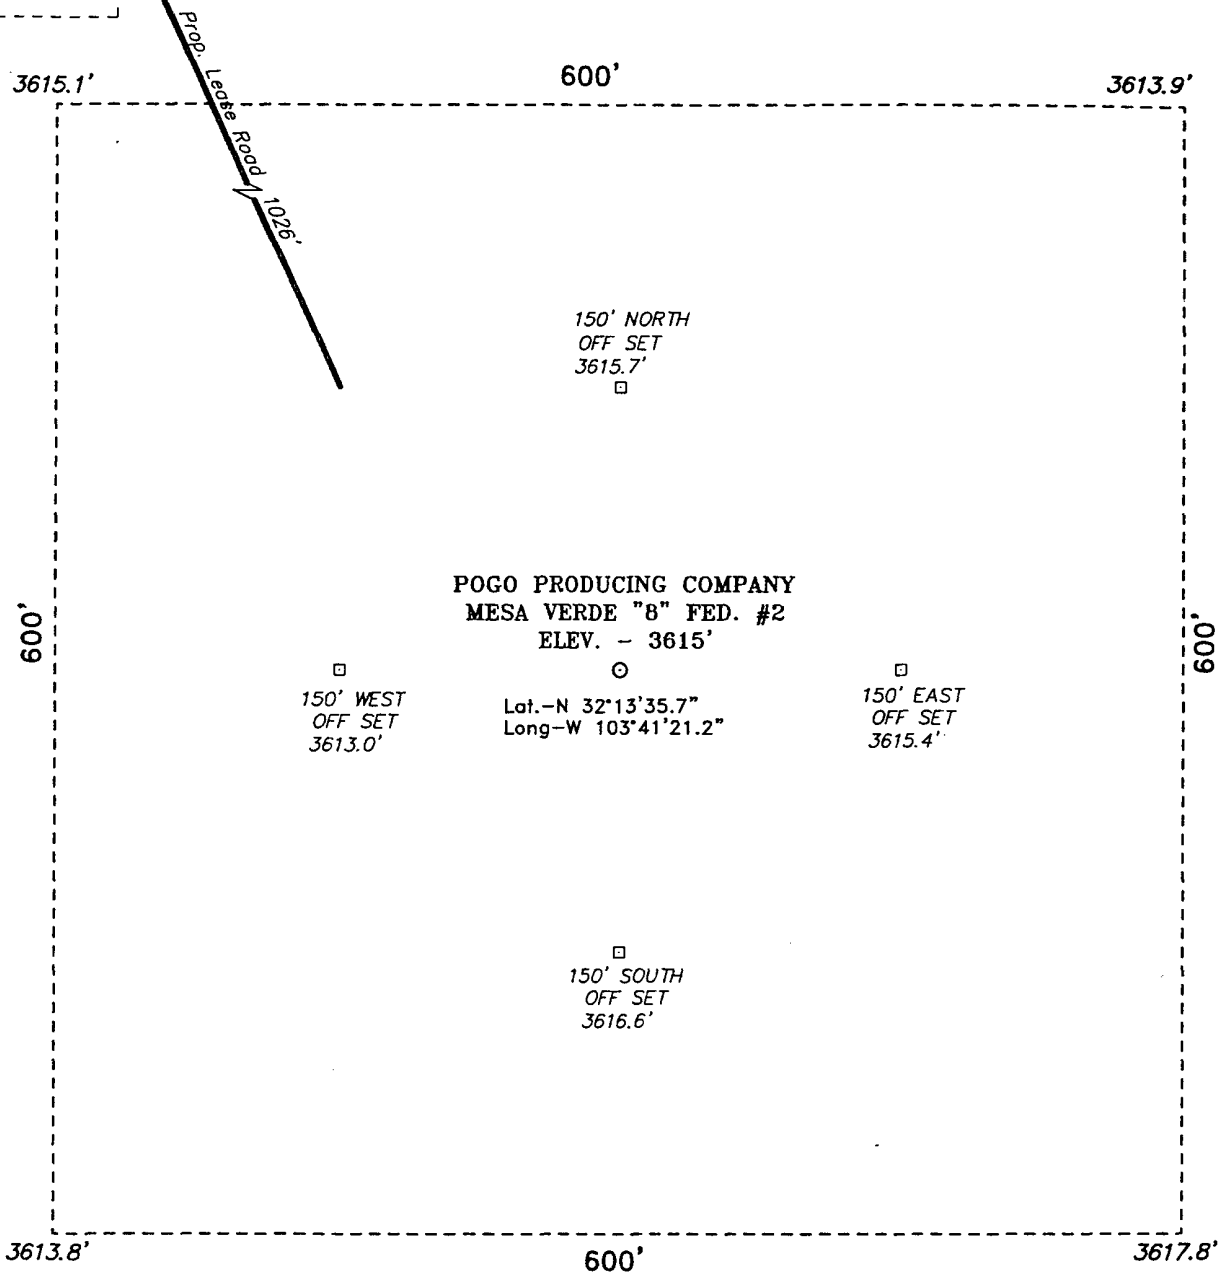 Prop. Lease Road 1026'
3615.1'
600'
3613.9'
150' NORTH
OFF SET
3615.7'
POGO PRODUCING COMPANY
MESA VERDE "8" FED. #2
ELEV. - 3615'
600'
600'
150' WEST
OFF SET
3613.0'
Lat.-N 32°13'35.7"
Long-W 103°41'21.2"
150' EAST
OFF SET
3615.4'
150' SOUTH
OFF SET
3616.6'
3613.8'
600'
3617.8'